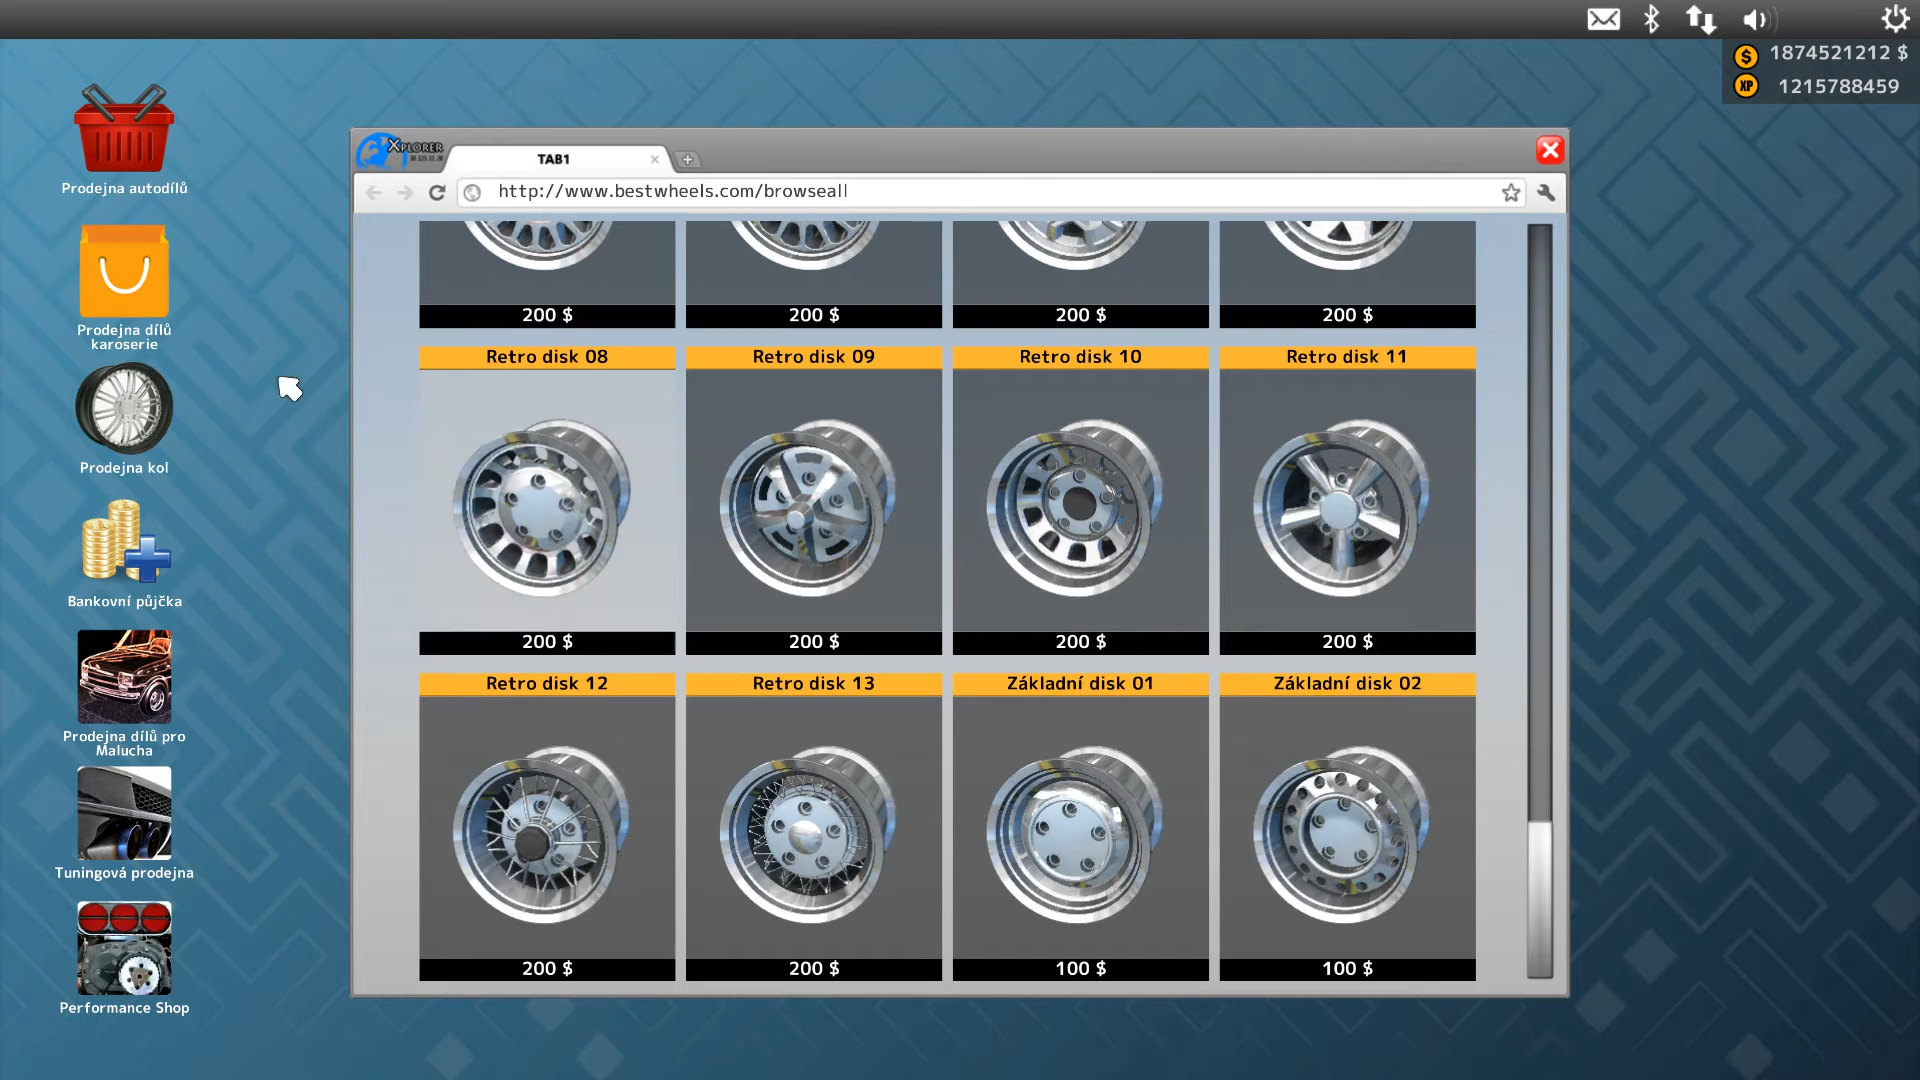 1874521212 $
XP 1215788459
Prodejna autodílů
Prodejna dílů
karoserie
Prodejna kol
Bankovní půjčka
Prodejna dílů pro
Malucha
Tuningová prodejna
Performance Shop
XPLORER
TAB1
http://www.bestwheels.com/browseall
200 $ 200 $ 200 $ 200 $
Retro disk 08 Retro disk 09 Retro disk 10 Retro disk 11
200 $ 200 $ 200 $ 200 $
Retro disk 12 Retro disk 13 Základní disk 01 Základní disk 02
200 $ 200 $ 100 $ 100 $